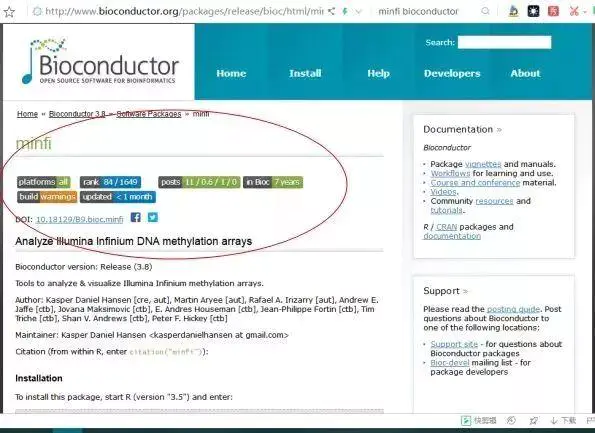 http://www.bioconductor.org/packages/release/bioc/html/mir
minfi bioconductor
Search:
Bioconductor
OPEN SOURCE SOFTWARE FOR BIOINFORMATICS
Home Install Help Developers About
Home » Bioconductor 3.8 » Software Packages » minfi
minfi
platforms all rank 84 / 1649 posts 11 / 0.6 / 1 / 0 in Bioc 7 years
build warnings updated < 1 month
DOI: 10.18129/B9.bioc.minfi
Analyze Illumina Infinium DNA methylation arrays
Bioconductor version: Release (3.8)
Tools to analyze & visualize Illumina Infinium methylation arrays.
Author: Kasper Daniel Hansen [cre, aut], Martin Aryee [aut], Rafael A. Irizarry [aut], Andrew E.
Jaffe [ctb], Jovana Maksimovic [ctb], E. Andres Houseman [ctb], Jean-Philippe Fortin [ctb], Tim
Triche [ctb], Shan V. Andrews [ctb], Peter F. Hickey [ctb]
Maintainer: Kasper Daniel Hansen <kasperdanielhansen at gmail.com>
Citation (from within R, enter citation("minfi")):
Installation
To install this package, start R (version "3.5") and enter:
Documentation »
Bioconductor
Package vignettes and manuals.
Workflows for learning and use.
Course and conference material.
Videos.
Community resources and
tutorials.
R / CRAN packages and
documentation
Support »
Please read the posting guide. Post
questions about Bioconductor to
one of the following locations:
Support site - for questions about
Bioconductor packages
Bioc-devel mailing list - for
package developers
快剪辑 下载